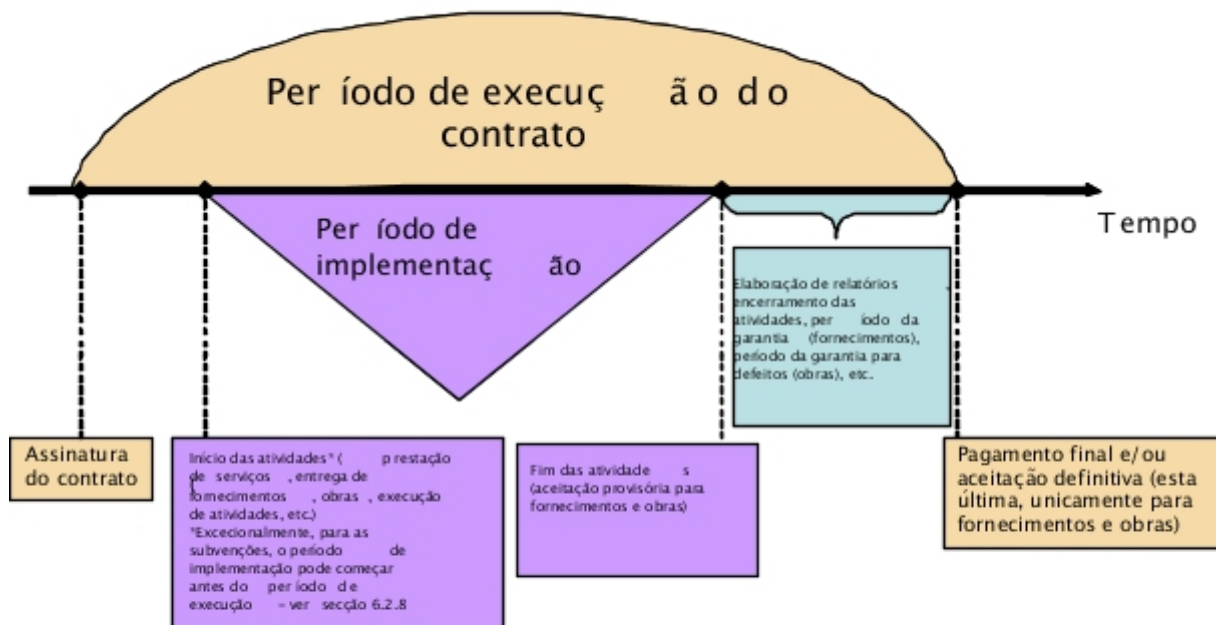 Período de execução do
contrato
Tempo
Período de
implementação
Elaboração de relatórios,
encerramento das
atividades, período da
garantia (fornecimentos),
período da garantia para
defeitos (obras), etc.
Assinatura
do contrato
Início das atividades* (prestação
de serviços, entrega de
fornecimentos, obras, execução
de atividades, etc.)
*Excecionalmente, para as
subvenções, o período de
implementação pode começar
antes do período de
execução – ver secção 6.2.8
Fim das atividades
(aceitação provisória para
fornecimentos e obras)
Pagamento final e/ou
aceitação definitiva (esta
última, unicamente para
fornecimentos e obras)